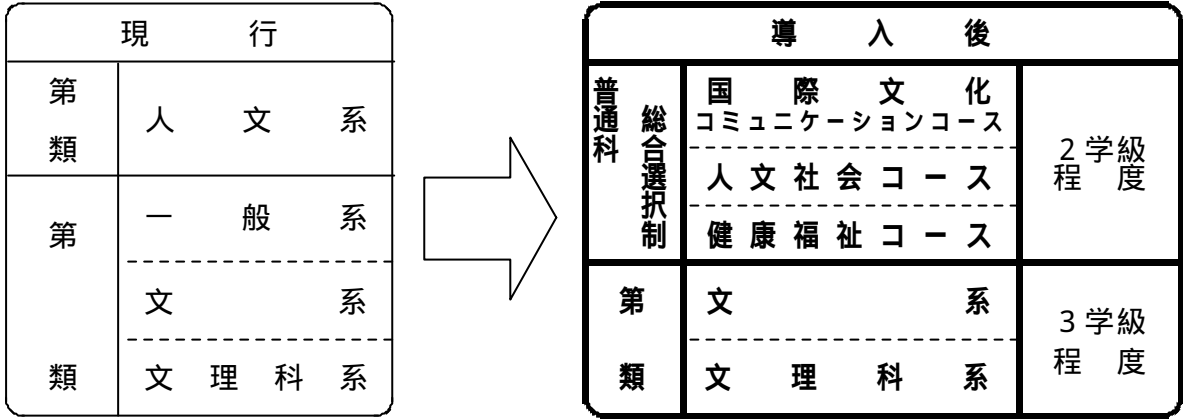 現行
第
類
人文系
第
類
一般系
文系
文理科系
導入後
普通科
総合選択制
国際文化
コミュニケーションコース
人文社会コース
健康福祉コース
2学級
程度
第
類
文系
文理科系
3学級
程度